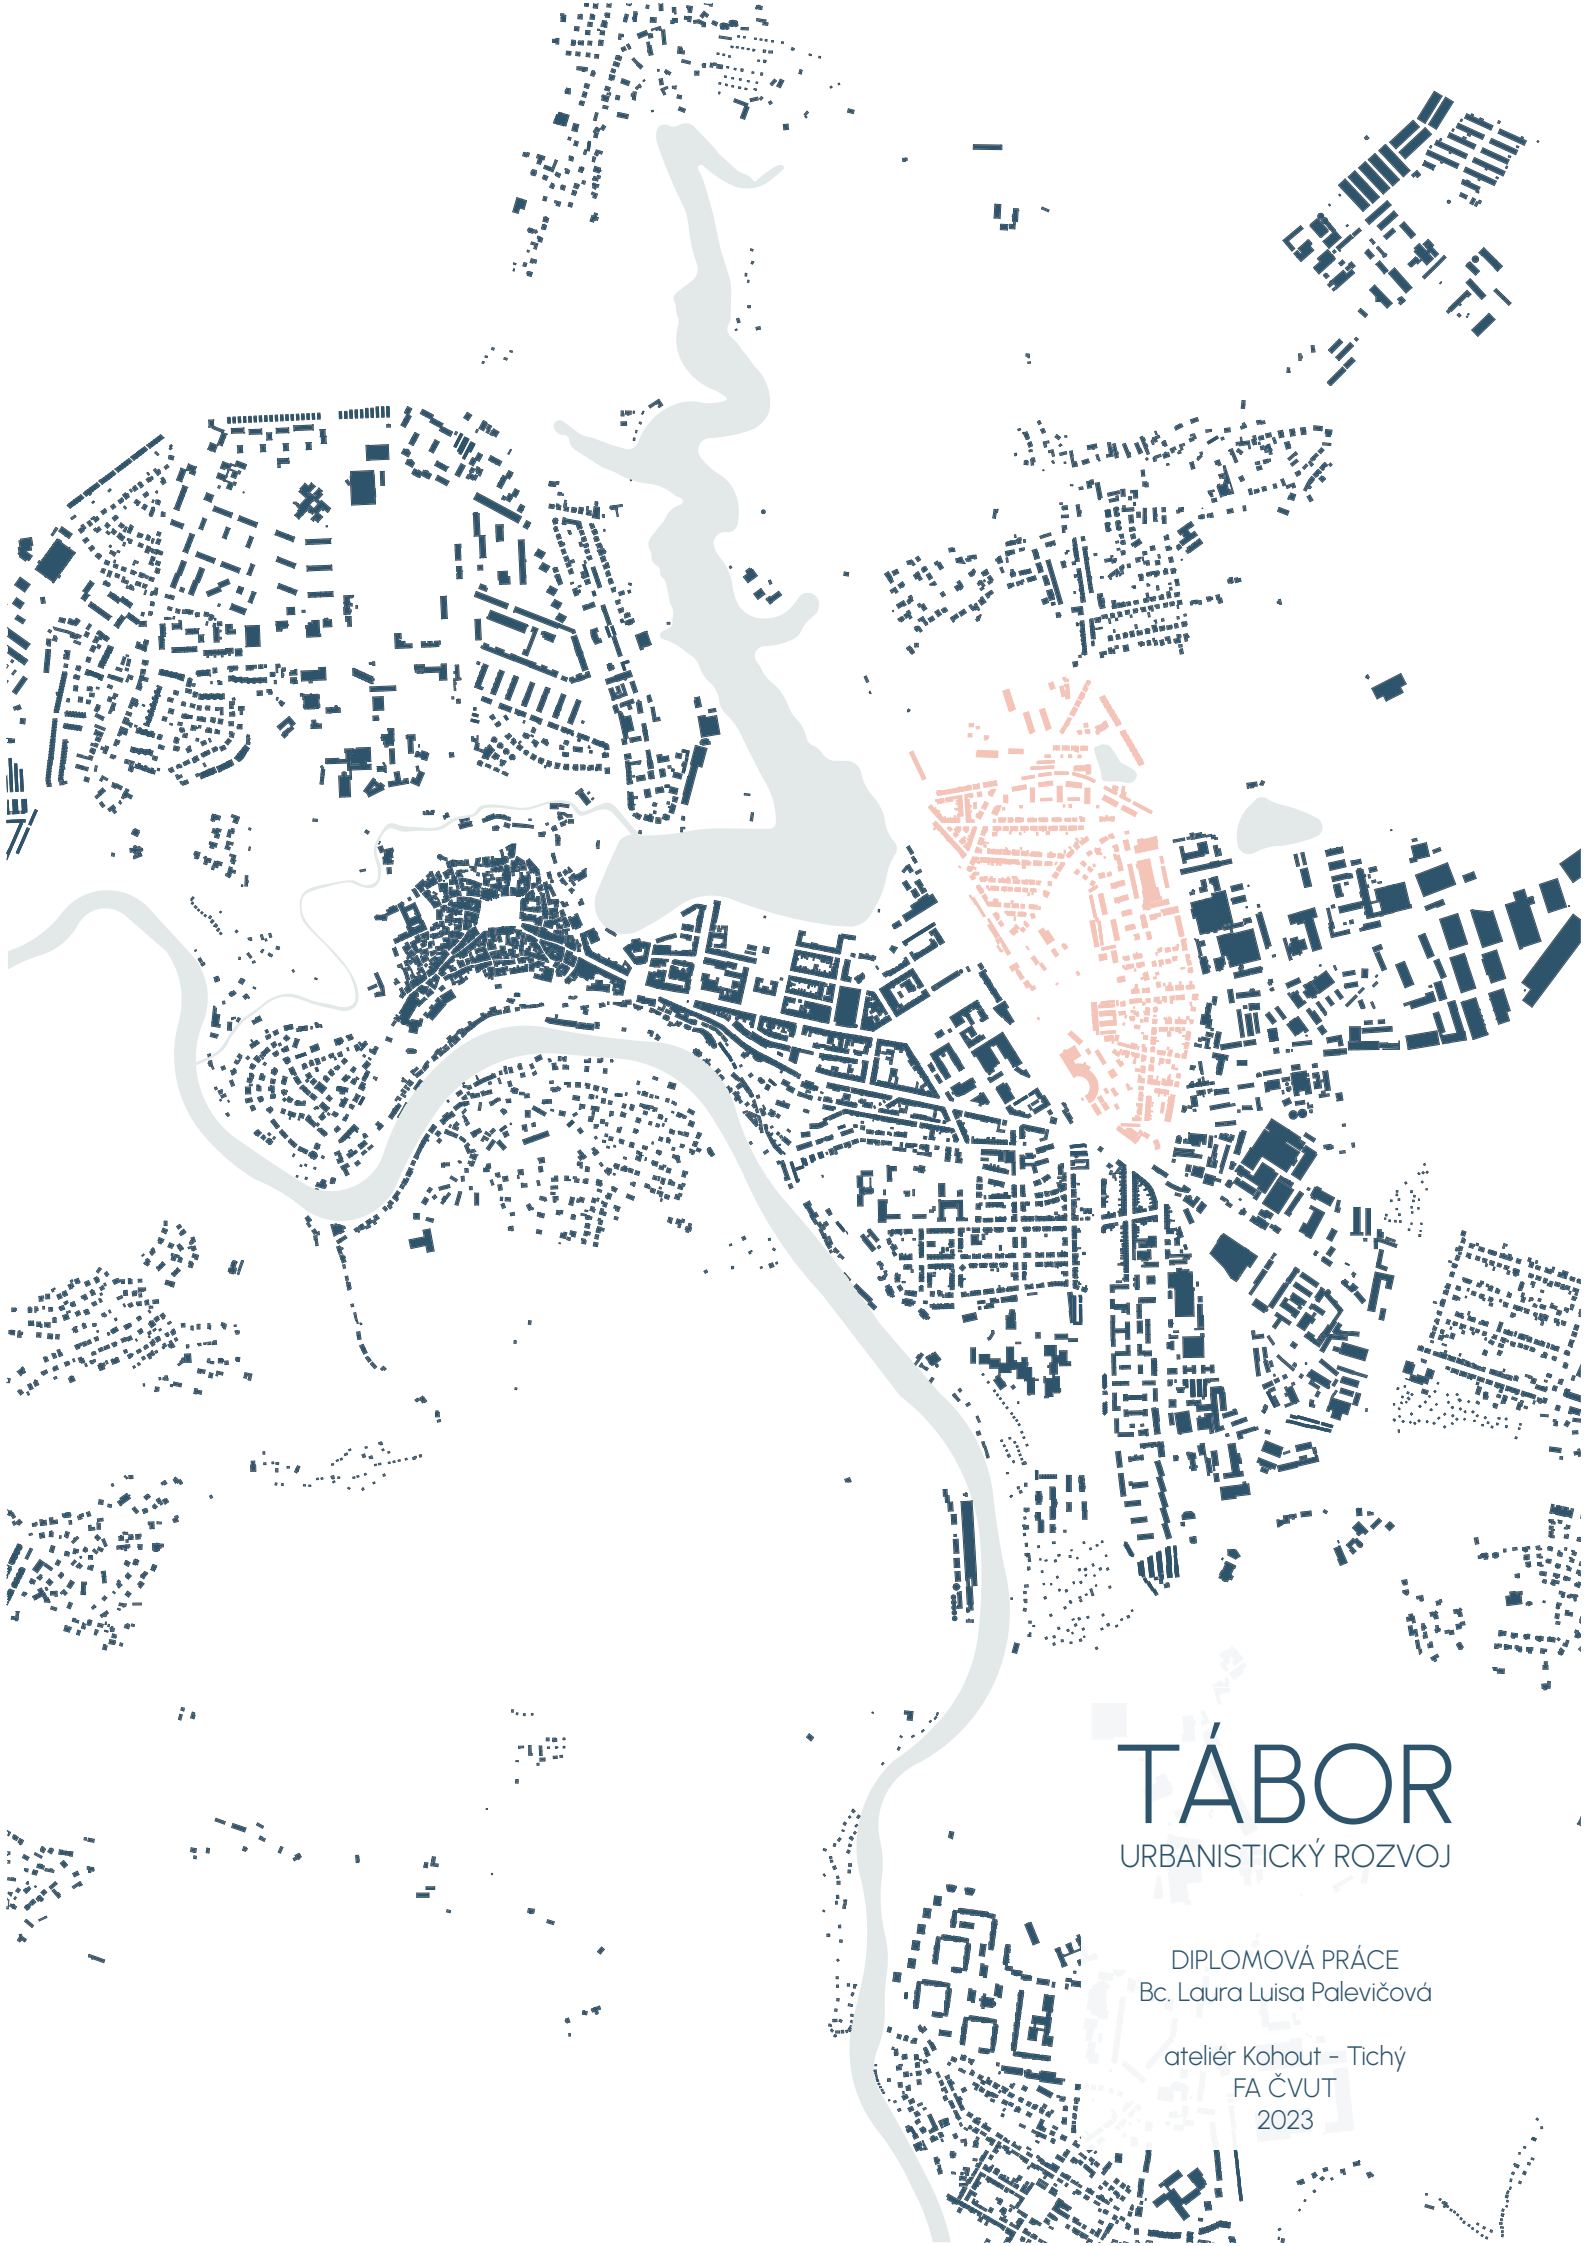 TÁBOR
URBANISTICKÝ ROZVOJ
DIPLOMOVÁ PRÁCE
Bc. Laura Luisa Palevičová
ateliér Kohout - Tichý
FA ČVUT
2023